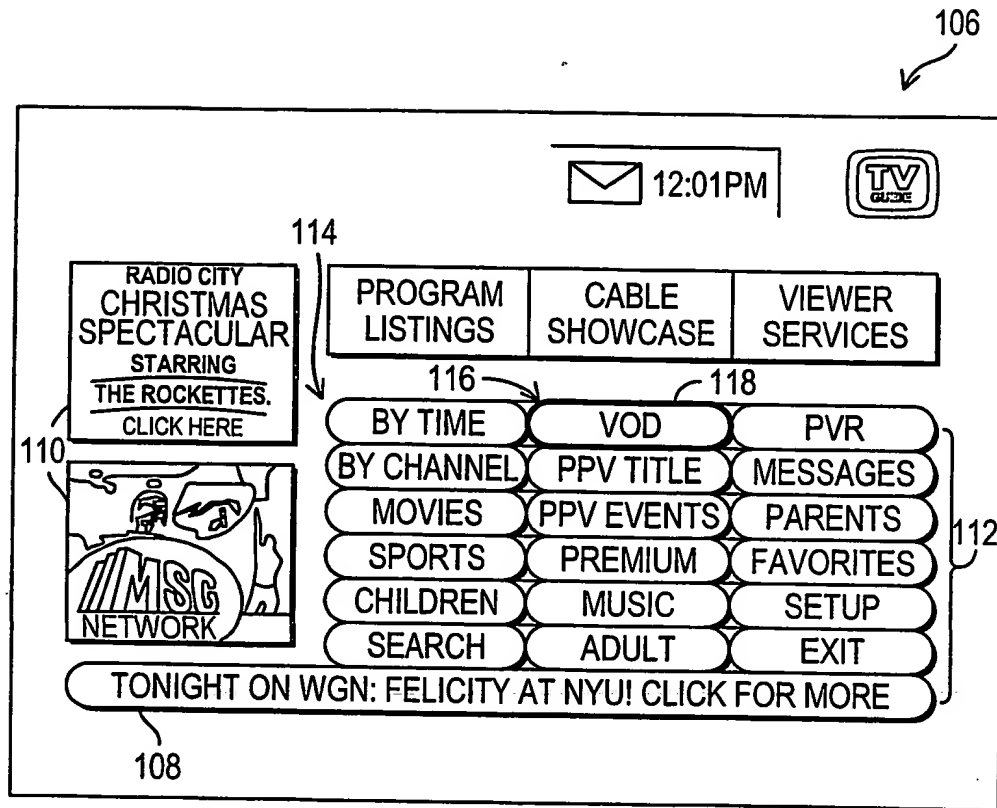 106
12:01PM
TV
GUIDE
114
RADIO CITY
CHRISTMAS
SPECTACULAR
STARRING
THE ROCKETTES.
CLICK HERE
110
MSG
NETWORK
PROGRAM LISTINGS
CABLE SHOWCASE
VIEWER SERVICES
116
118
BY TIME VOD PVR
BY CHANNEL PPV TITLE MESSAGES
MOVIES PPV EVENTS PARENTS
SPORTS PREMIUM FAVORITES
CHILDREN MUSIC SETUP
SEARCH ADULT EXIT
112
TONIGHT ON WGN: FELICITY AT NYU! CLICK FOR MORE
108